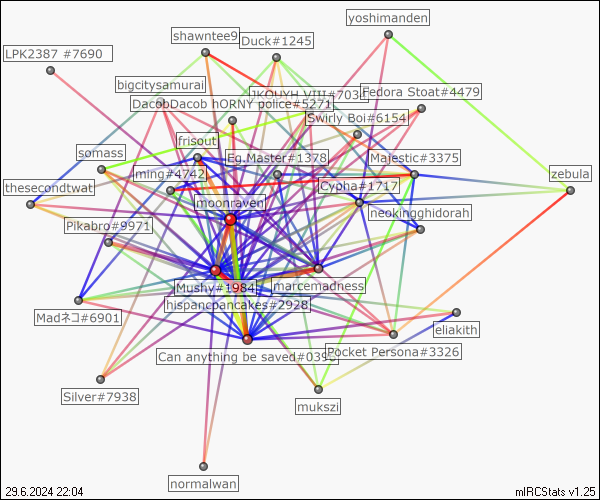 yoshimanden
shawntee9
Duck#1245
LPK2387 #7690
bigcitysamurai
JKOUYH VIII#703
Fedora Stoat#4479
DacobDacob hORNY police#5271
Swirly Boi#6154
frisout
somass
Eg.Master#1378
Majestic#3375
ming#4742
zebula
thesecondtwat
Cypha#1717
moonraven
neokingghidorah
Pikabro#9971
Mushy#1984
marcemadness
hispancpancakes#2928
Madネコ#6901
eliakith
Can anything be saved#039
Pocket Persona#3326
Silver#7938
mukszi
normalwan
29.6.2024 22:04
mIRCStats v1.25